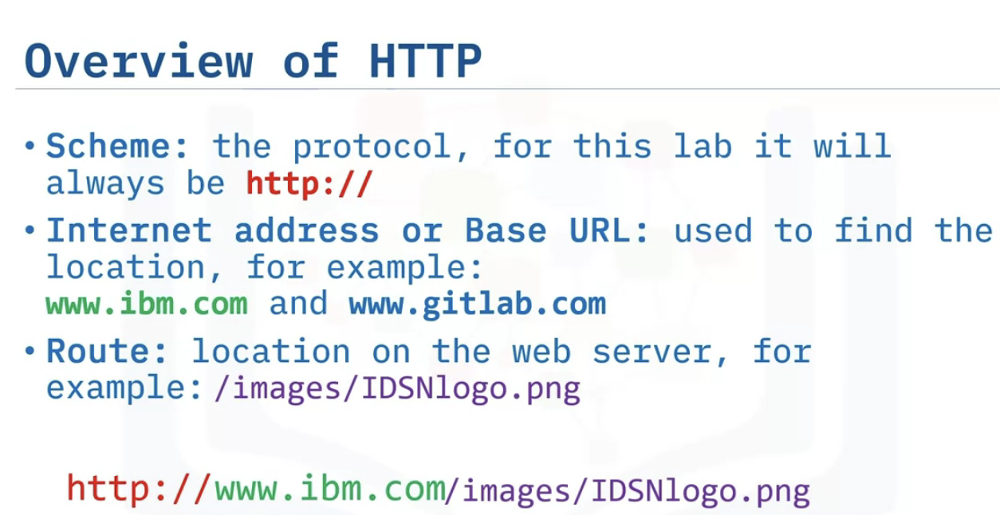 Overview of HTTP
• Scheme: the protocol, for this lab it will
always be http://
• Internet address or Base URL: used to find the
location, for example:
www.ibm.com and www.gitlab.com
• Route: location on the web server, for
example: /images/IDSNlogo.png
http://www.ibm.com/images/IDSNlogo.png